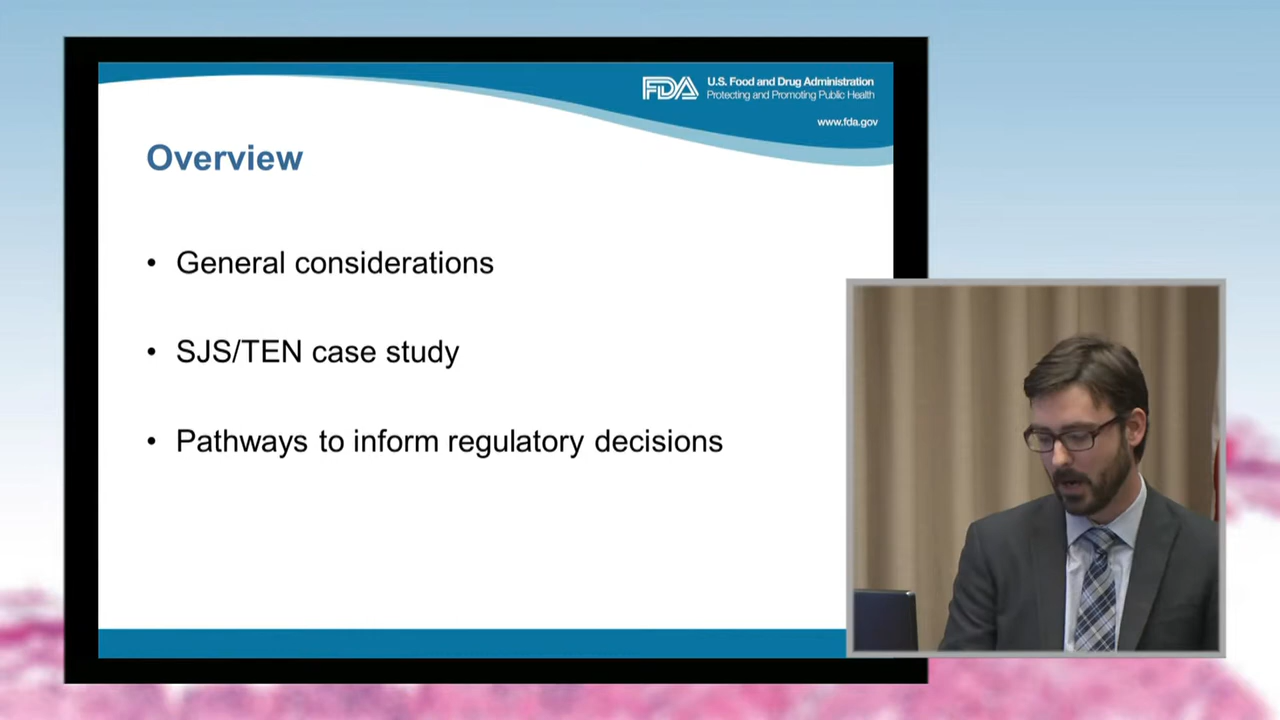 FDA
U.S. Food and Drug Administration
Protecting and Promoting Public Health
www.fda.gov
Overview
• General considerations
• SJS/TEN case study
• Pathways to inform regulatory decisions